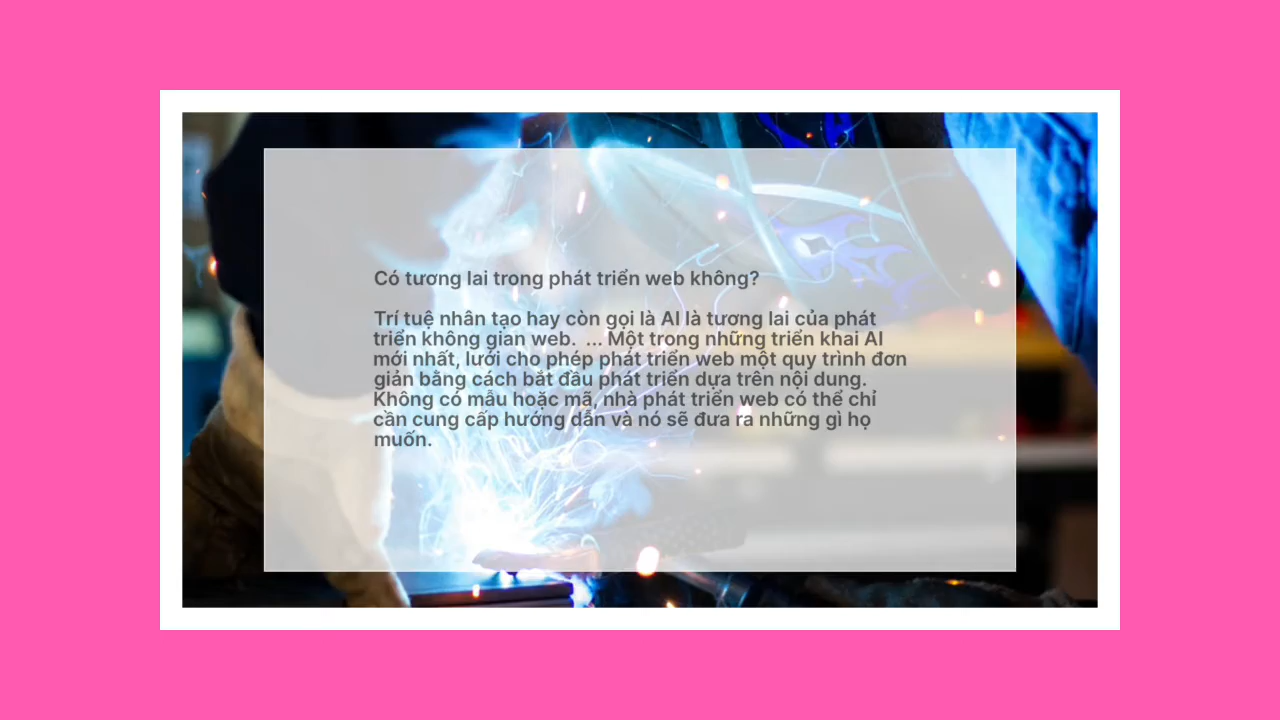 Có tương lai trong phát triển web không?
Trí tuệ nhân tạo hay còn gọi là AI là tương lai của phát
triển không gian web.  ... Một trong những triển khai AI
mới nhất, lưới cho phép phát triển web một quy trình đơn
giản bằng cách bắt đầu phát triển dựa trên nội dung.
Không có mẫu hoặc mã, nhà phát triển web có thể chỉ
cần cung cấp hướng dẫn và nó sẽ đưa ra những gì họ
muốn.